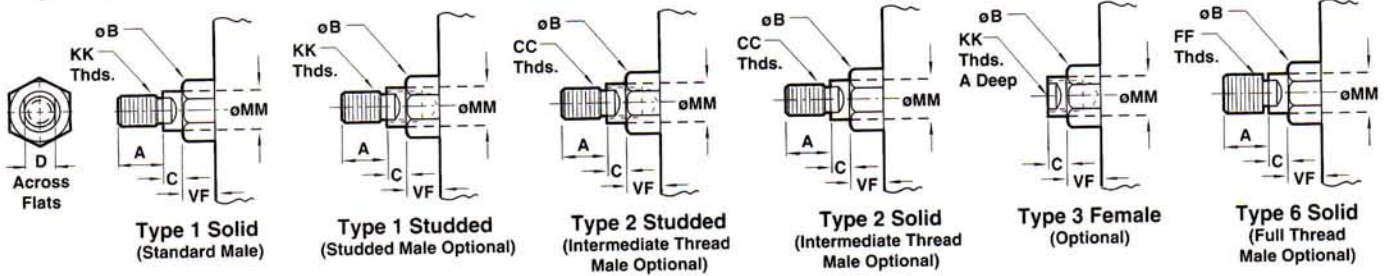 D
Across
Flats
KK
Thds.
øB
øMM
A
C
VF
Type 1 Solid
(Standard Male)
KK
Thds.
øB
øMM
A
C
VF
Type 1 Studded
(Studded Male Optional)
CC
Thds.
øB
øMM
A
C
VF
Type 2 Studded
(Intermediate Thread
Male Optional)
CC
Thds.
øB
øMM
A
C
VF
Type 2 Solid
(Intermediate Thread
Male Optional)
KK
Thds.
A Deep
øB
øMM
C
VF
Type 3 Female
(Optional)
FF
Thds.
øB
øMM
A
C
VF
Type 6 Solid
(Full Thread
Male Optional)